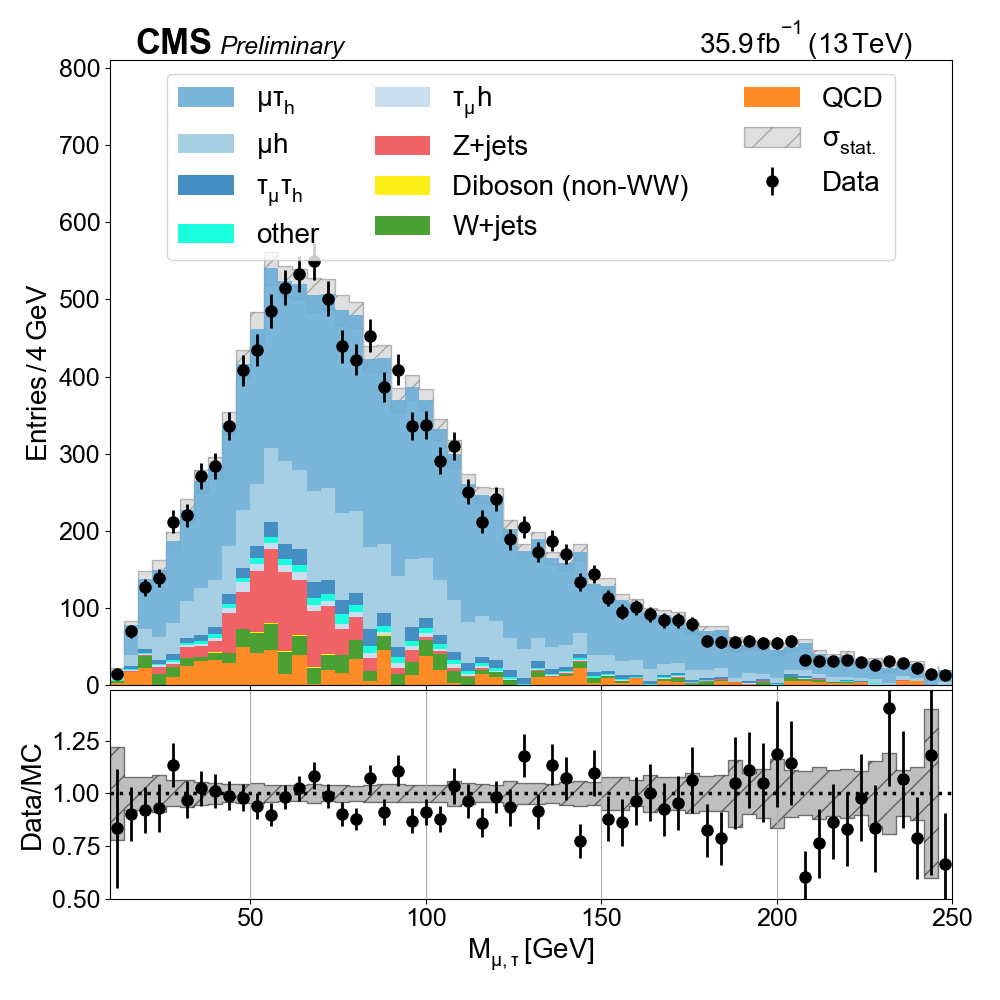 CMS Preliminary 35.9 fb⁻¹ (13 TeV)
800
700
600
500
400
300
200
100
0
Entries / 4 GeV
μτh
μh
τμτh
other
τμh
Z+jets
Diboson (non-WW)
W+jets
QCD
σstat.
Data
1.25
1.00
0.75
0.50
Data/MC
50 100 150 200 250
Mμ, τ [GeV]